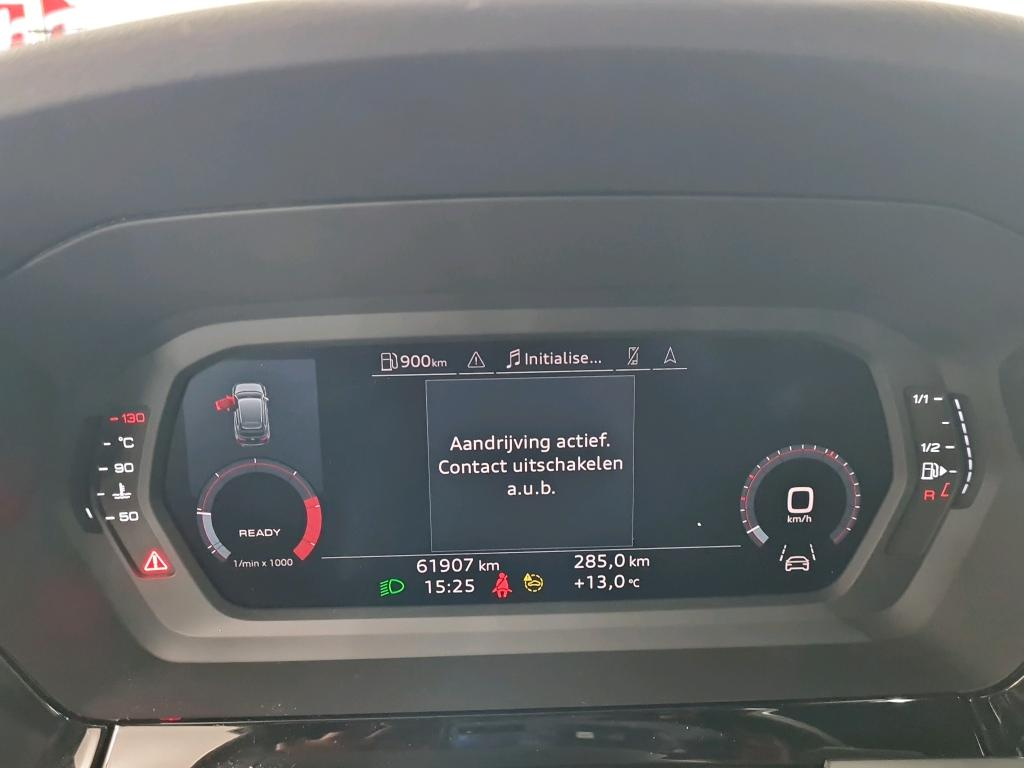 900km
Initialise...
130
°C
90
50
Aandrijving actief.
Contact uitschakelen
a.u.b.
READY
1/min x 1000
0
km/h
1/1
1/2
R
61907 km
285,0 km
15:25
+13,0 °C